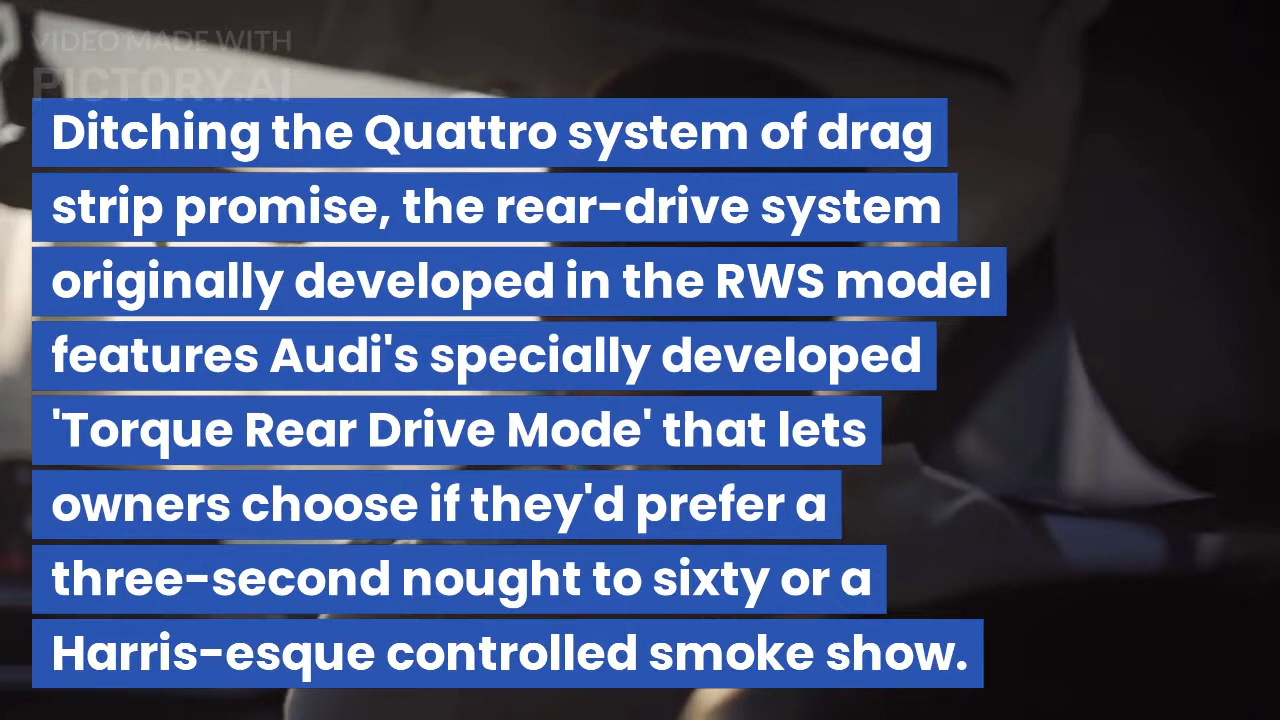 VIDEO MADE WITH
PICTORY.AI
Ditching the Quattro system of drag
strip promise, the rear-drive system
originally developed in the RWS model
features Audi's specially developed
'Torque Rear Drive Mode' that lets
owners choose if they'd prefer a
three-second nought to sixty or a
Harris-esque controlled smoke show.